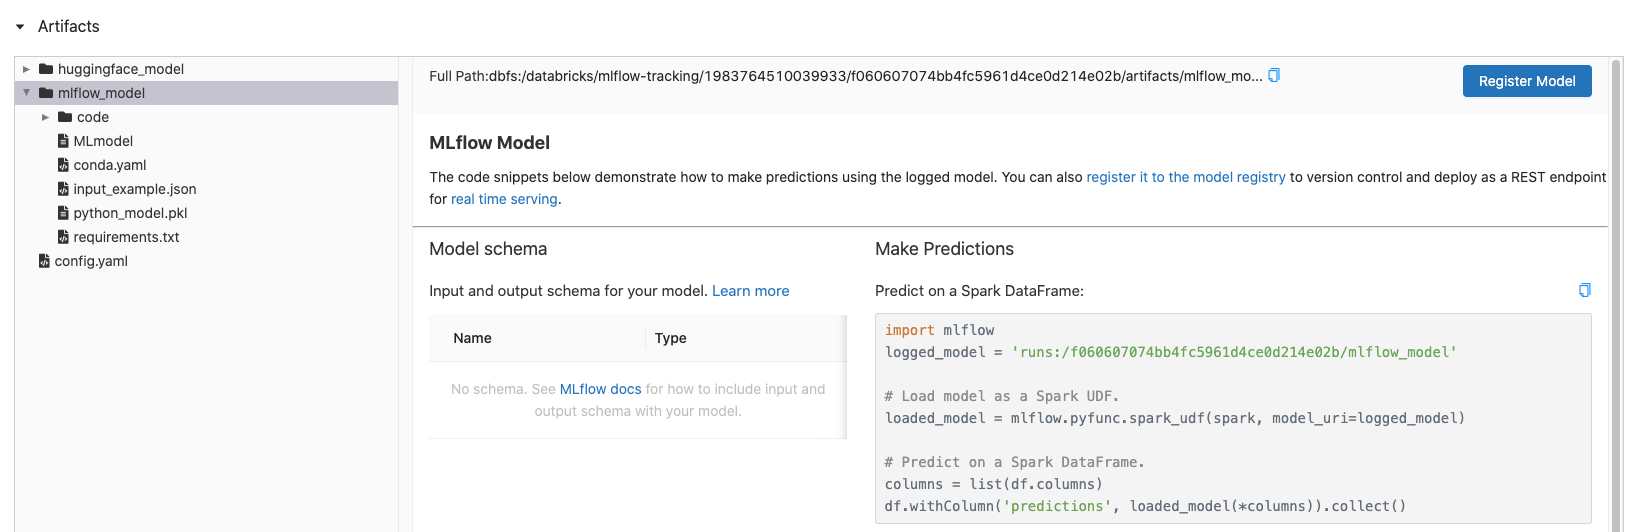 Artifacts
huggingface_model
mlflow_model
code
MLmodel
conda.yaml
input_example.json
python_model.pkl
requirements.txt
config.yaml
Full Path:dbfs:/databricks/mlflow-tracking/1983764510039933/f060607074bb4fc5961d4ce0d214e02b/artifacts/mlflow_mo...
Register Model
MLflow Model
The code snippets below demonstrate how to make predictions using the logged model. You can also register it to the model registry to version control and deploy as a REST endpoint
for real time serving.
Model schema
Input and output schema for your model. Learn more
Name Type
No schema. See MLflow docs for how to include input and
output schema with your model.
Make Predictions
Predict on a Spark DataFrame:
import mlflow
logged_model = 'runs:/f060607074bb4fc5961d4ce0d214e02b/mlflow_model'
# Load model as a Spark UDF.
loaded_model = mlflow.pyfunc.spark_udf(spark, model_uri=logged_model)
# Predict on a Spark DataFrame.
columns = list(df.columns)
df.withColumn('predictions', loaded_model(*columns)).collect()